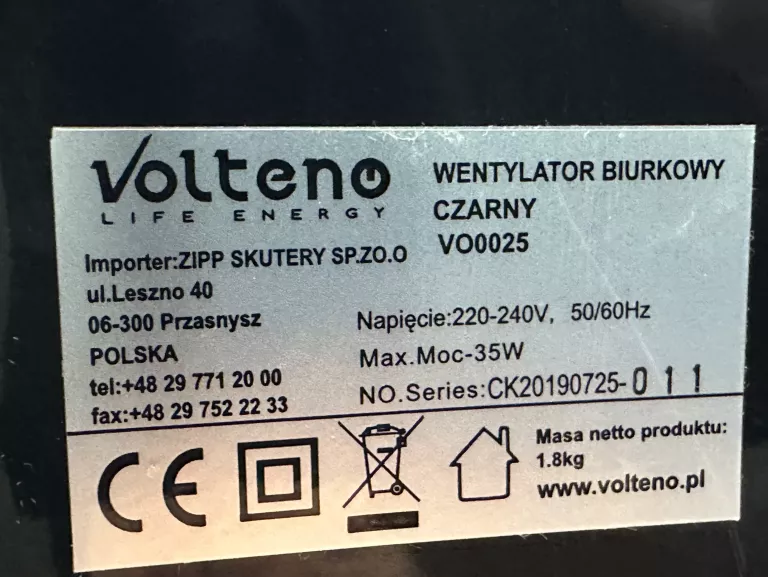 Volteno
LIFE ENERGY
Importer:ZIPP SKUTERY SP.ZO.O
ul.Leszno 40
06-300 Przasnysz
POLSKA
tel:+48 29 771 20 00
fax:+48 29 752 22 33
WENTYLATOR BIURKOWY
CZARNY
VO0025
Napięcie:220-240V, 50/60Hz
Max.Moc-35W
NO.Series:CK20190725-011
CE
Masa netto produktu:
1.8kg
www.volteno.pl